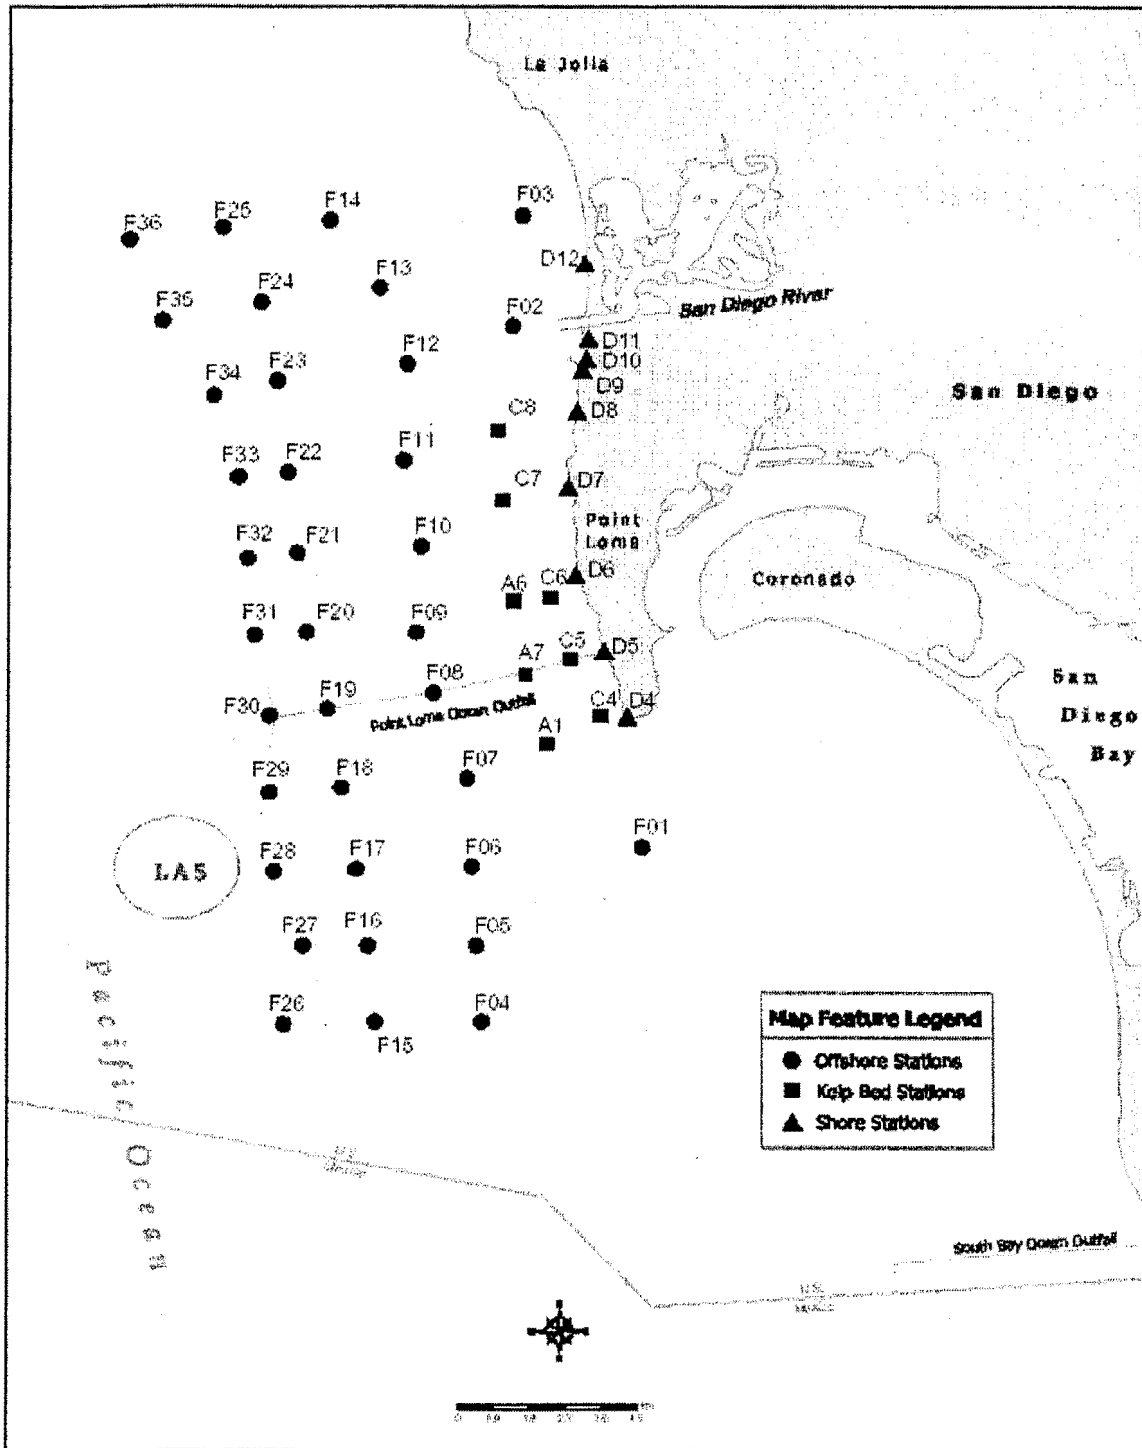 La Jolla
F03
F14
F25
F36
D12
F13
F24
F35
F02
San Diego River
D11
D10
F12
D9
F23
F34
San Diego
C8
D8
F11
F22
F33
C7
D7
Point
Loma
F10
F21
F32
Coronado
D6
C6
A6
F09
F20
F31
C5
D5
A7
F08
San
Diego
Bay
F19
F30
Point Loma Ocean Outfall
C4
D4
A1
F07
F18
F29
F01
F06
F17
F28
LA5
F05
F16
F27
F04
F26
F15
Pacific Ocean
Map Feature Legend
Offshore Stations
Kelp Bed Stations
Shore Stations
South Bay Ocean Outfall
U.S.